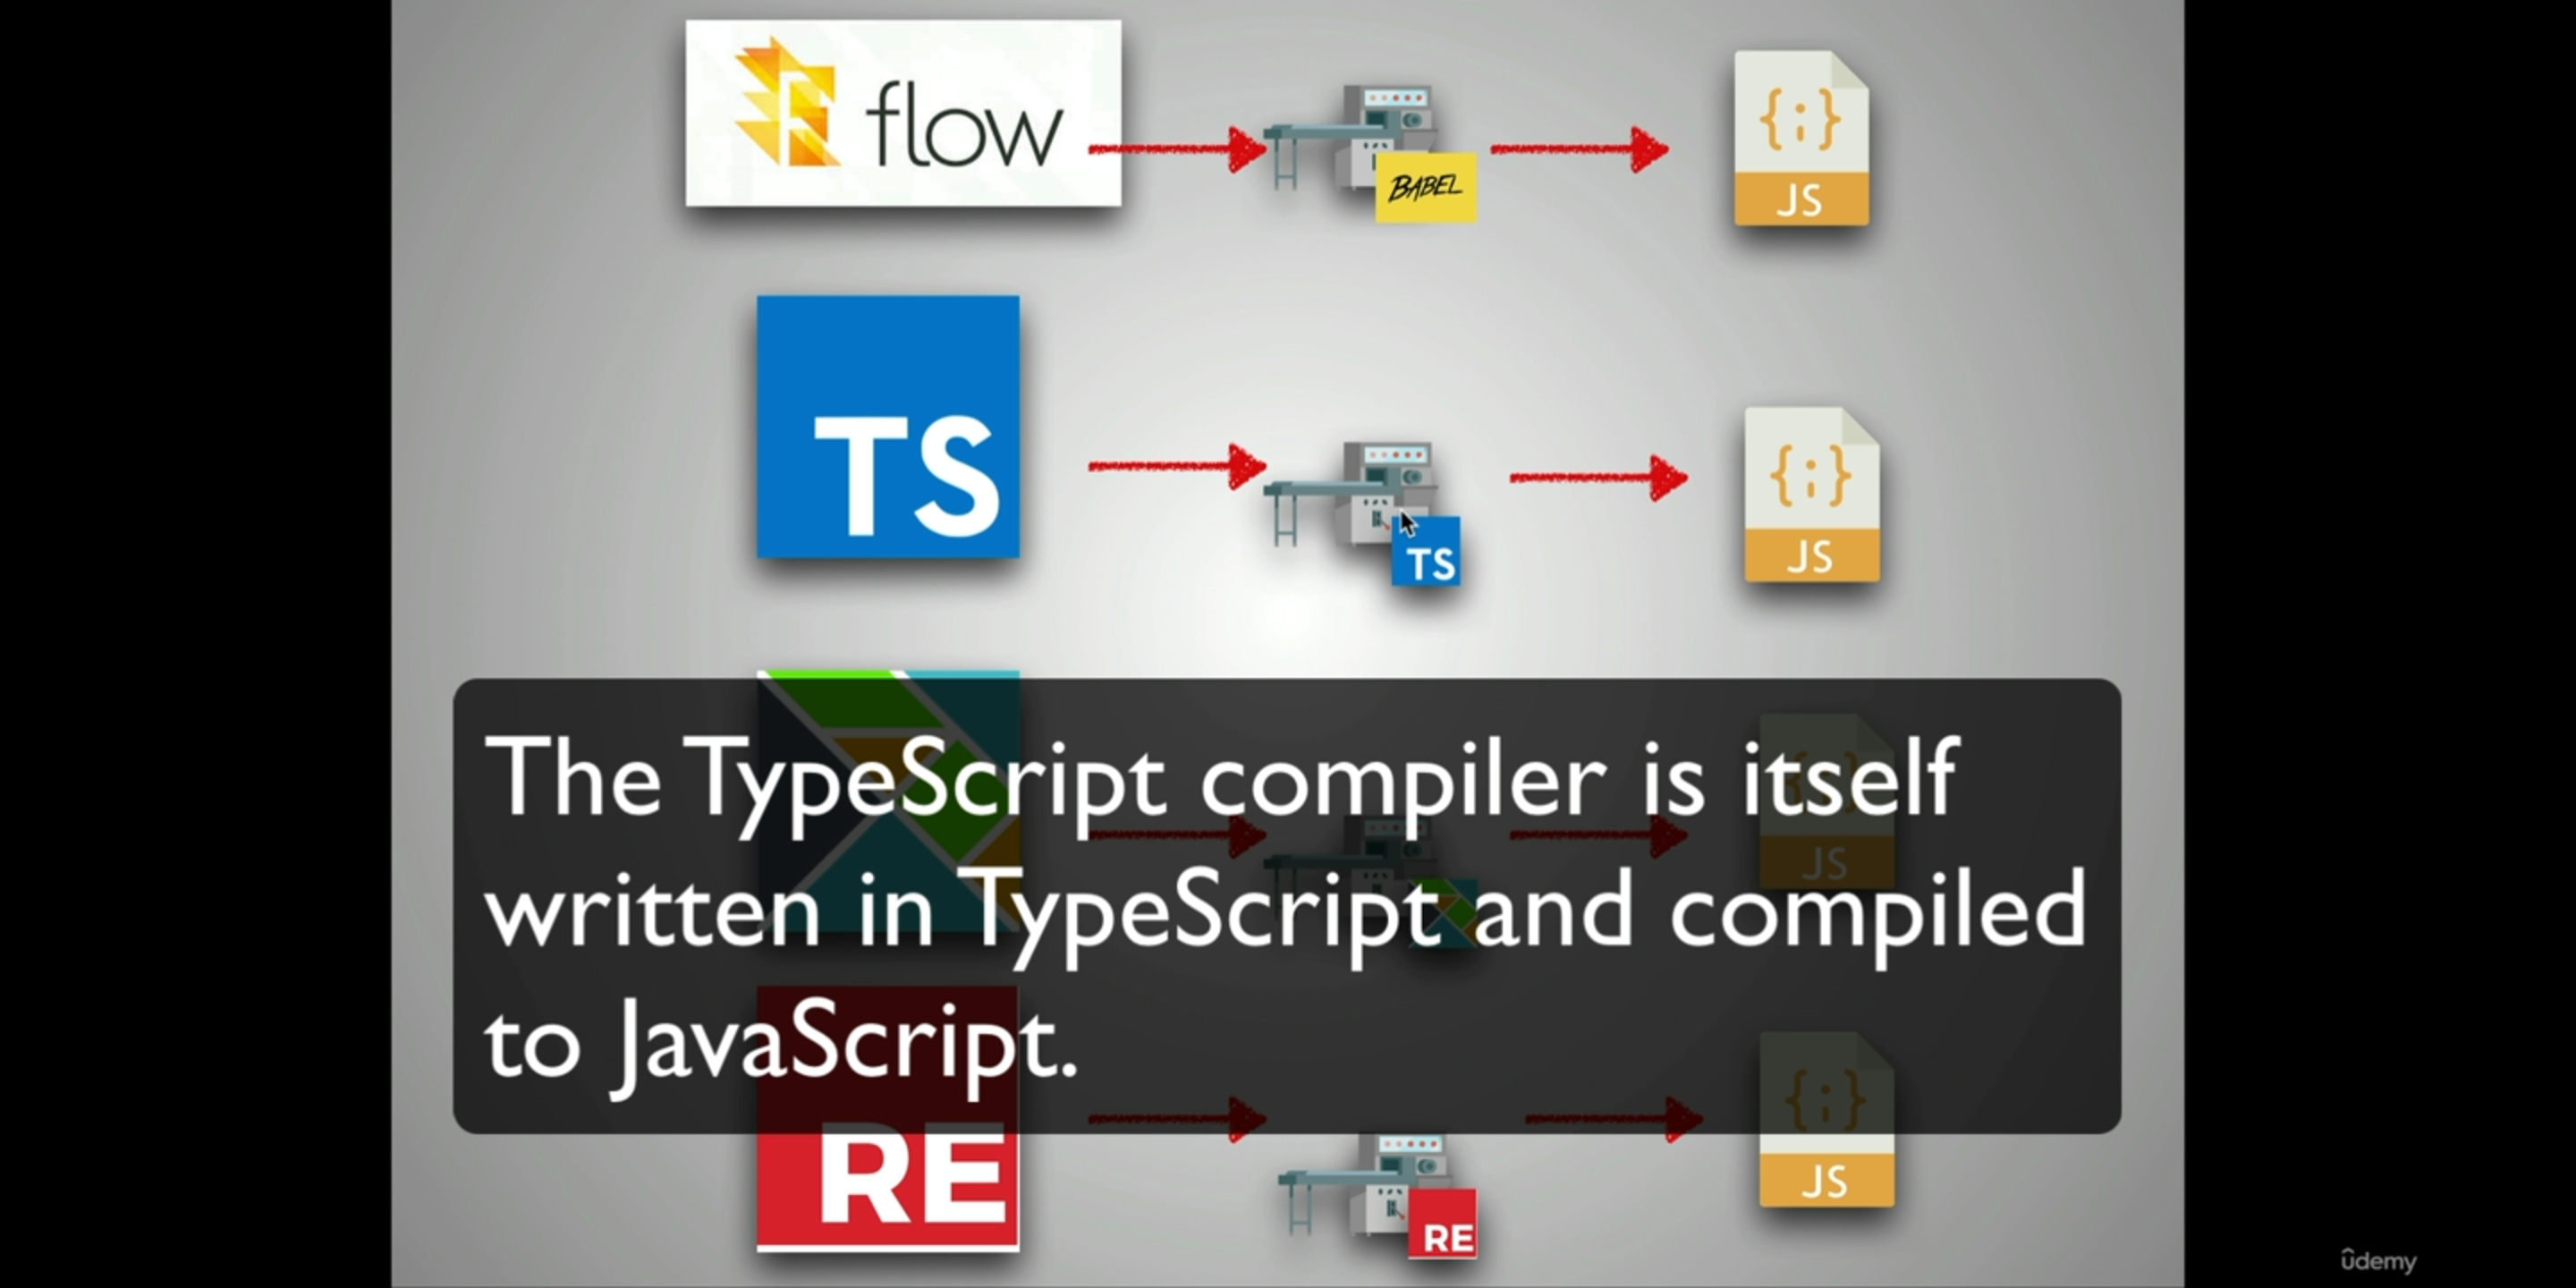 flow
BABEL
{;}
JS
TS
TS
{;}
JS
The TypeScript compiler is itself
written in TypeScript and compiled
to JavaScript.
{;}
JS
RE
RE
{;}
JS
ûdemy